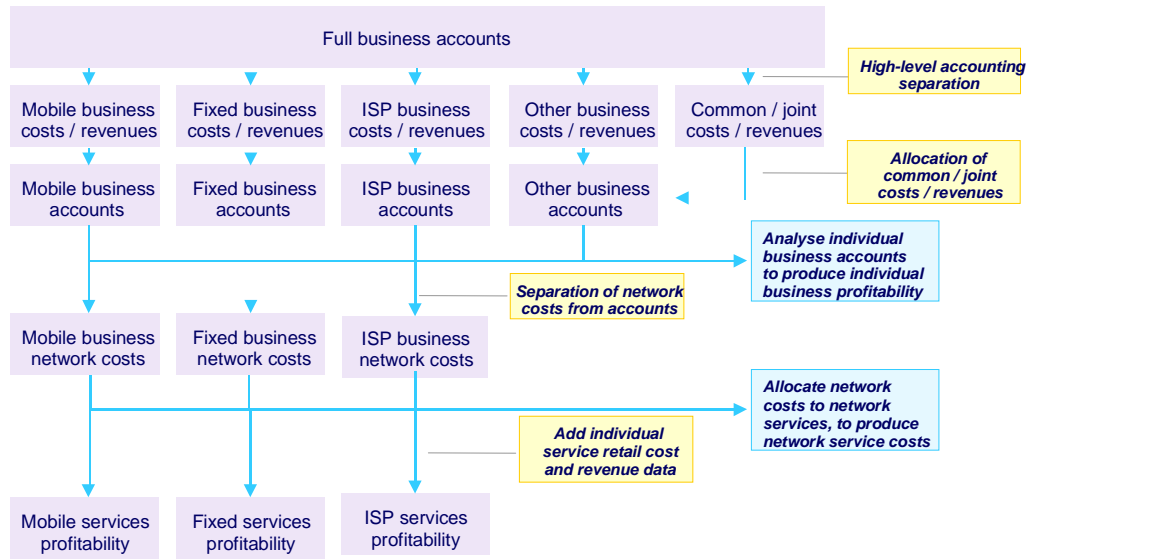 Full business accounts
High-level accounting
separation
Mobile business
costs / revenues
Fixed business
costs / revenues
ISP business
costs / revenues
Other business
costs / revenues
Common / joint
costs / revenues
Allocation of
common / joint
costs / revenues
Mobile business
accounts
Fixed business
accounts
ISP business
accounts
Other business
accounts
Analyse individual
business accounts
to produce individual
business profitability
Separation of network
costs from accounts
Mobile business
network costs
Fixed business
network costs
ISP business
network costs
Allocate network
costs to network
services, to produce
network service costs
Add individual
service retail cost
and revenue data
Mobile services
profitability
Fixed services
profitability
ISP services
profitability